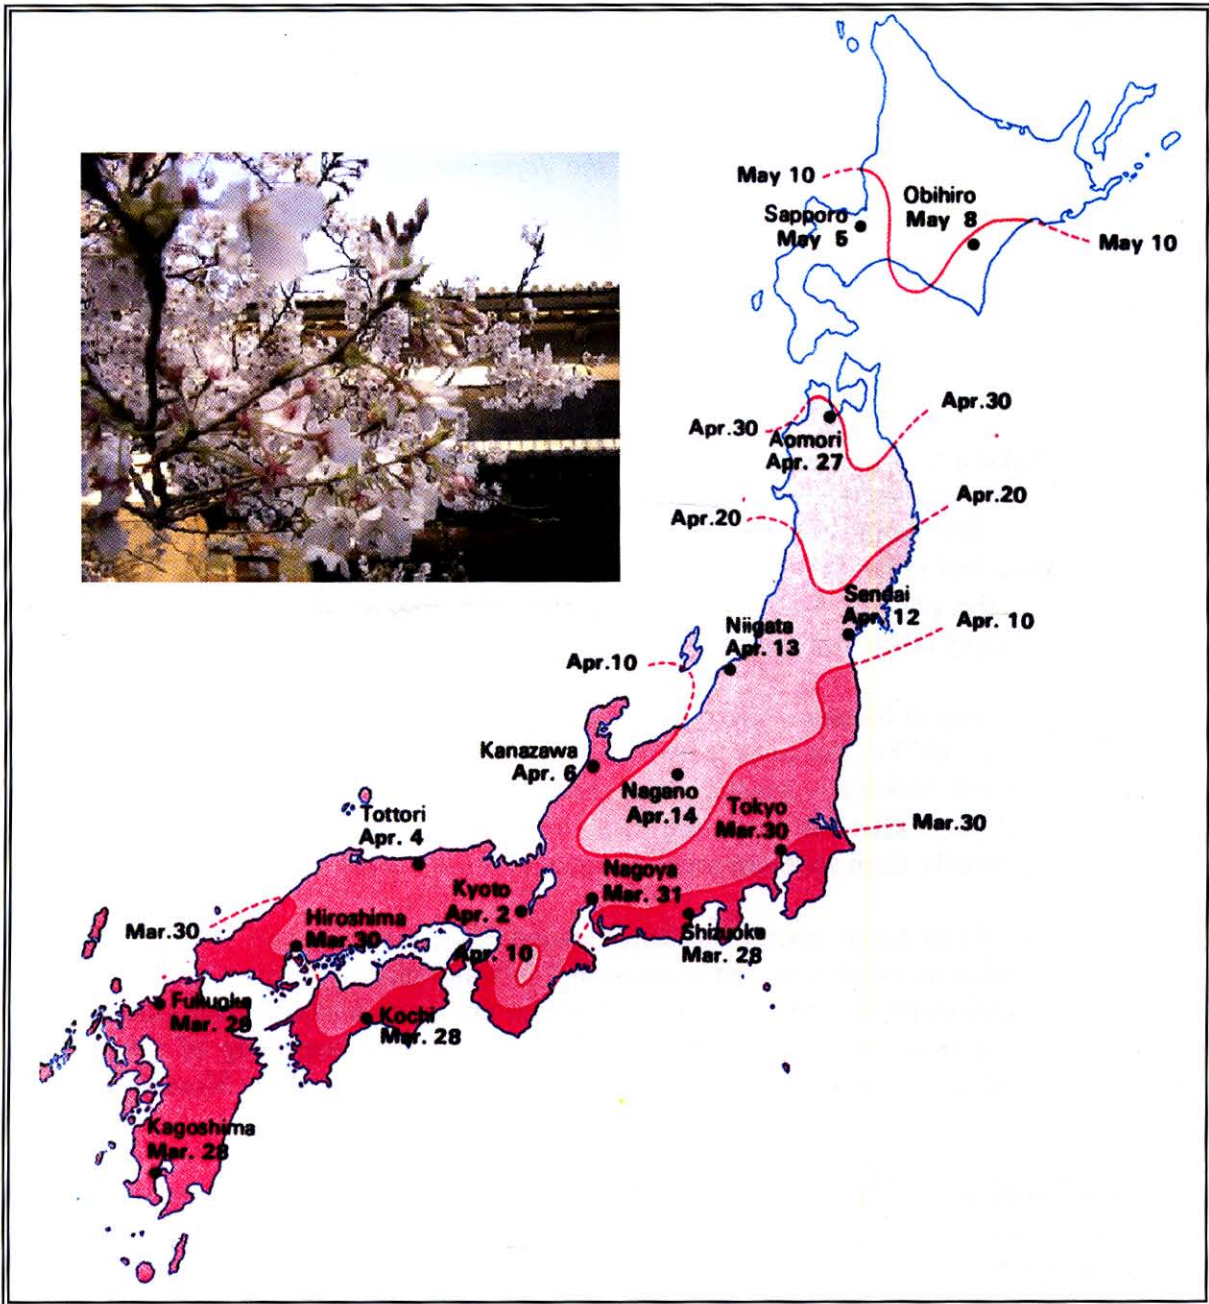 May 10
Obihiro
May 8
Sapporo
May 5
May 10
Apr.30
Apr.30
Aomori
Apr. 27
Apr.20
Apr.20
Sendai
Apr. 12
Niigata
Apr. 13
Apr. 10
Apr.10
Kanazawa
Apr. 6
Nagano
Apr.14
Tokyo
Mar.30
Mar.30
Tottori
Apr. 4
Nagoya
Mar. 31
Kyoto
Apr. 2
Mar.30
Hiroshima
Mar. 30
Apr. 10
Shizuoka
Mar. 28
Fukuoka
Mar.
Kochi
Mar. 28
Kagoshima
Mar. 28